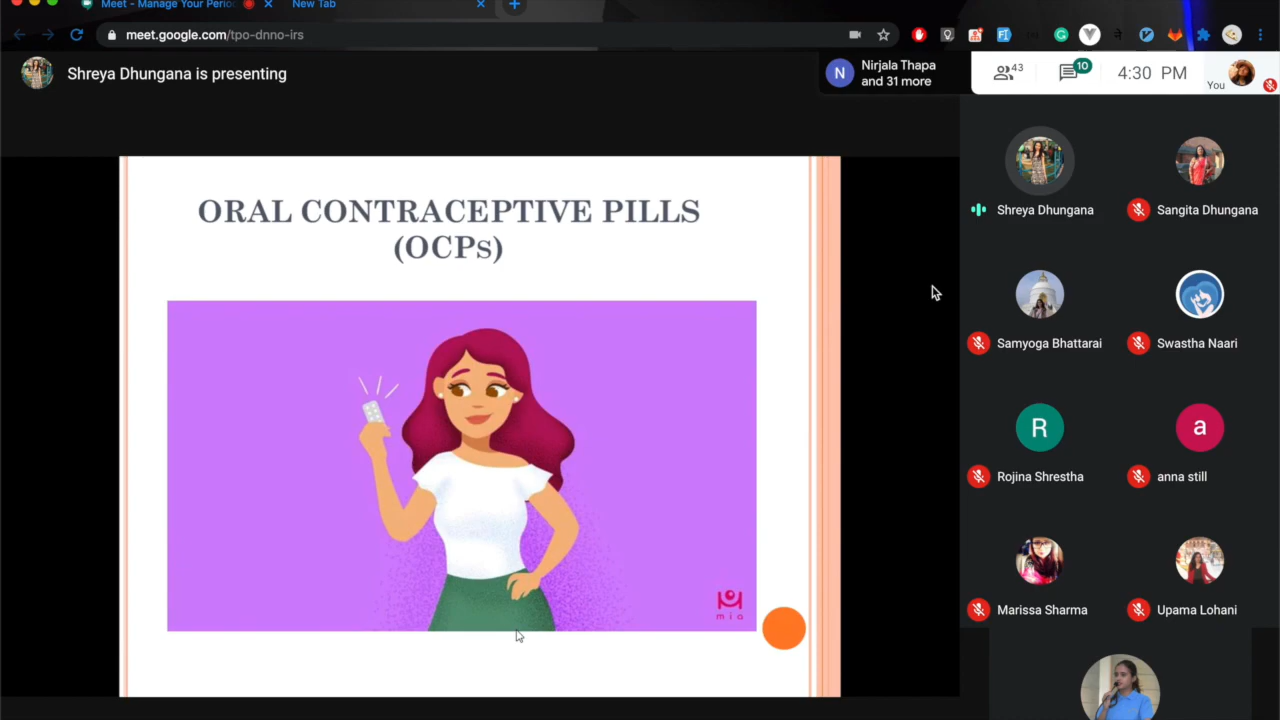 Meet - Manage Your Perio
New Tab
meet.google.com/tpo-dnno-irs
Shreya Dhungana is presenting
N
Nirjala Thapa
and 31 more
43
10
4:30 PM
You
ORAL CONTRACEPTIVE PILLS
(OCPs)
mia
Shreya Dhungana
Sangita Dhungana
Samyoga Bhattarai
Swastha Naari
R
a
Rojina Shrestha
anna still
Marissa Sharma
Upama Lohani